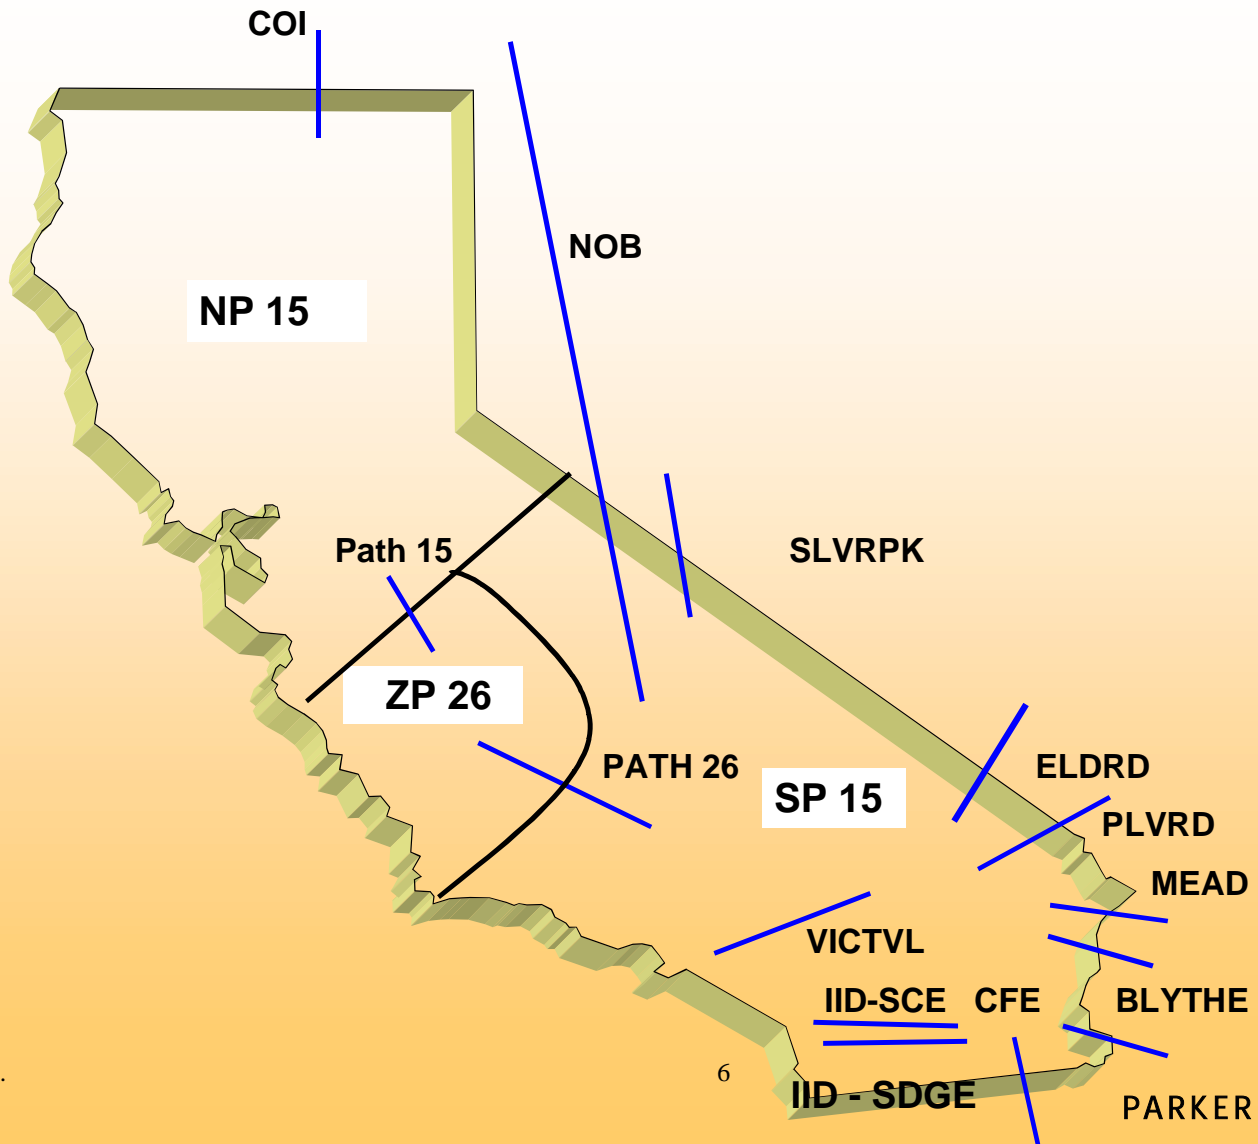 COI
NOB
NP 15
Path 15
SLVRPK
ZP 26
PATH 26
SP 15
ELDRD
PLVRD
MEAD
VICTVL
IID-SCE CFE
BLYTHE
.
6
IID - SDGE
PARKER